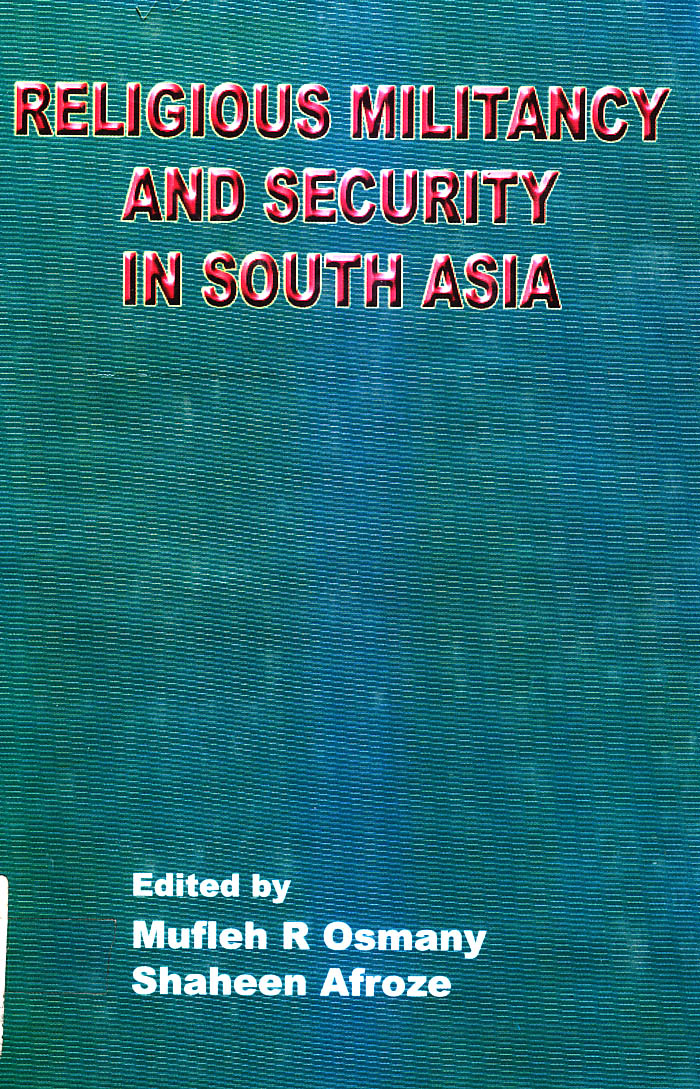 RELIGIOUS MILITANCY
AND SECURITY
IN SOUTH ASIA
Edited by
Mufleh R Osmany
Shaheen Afroze